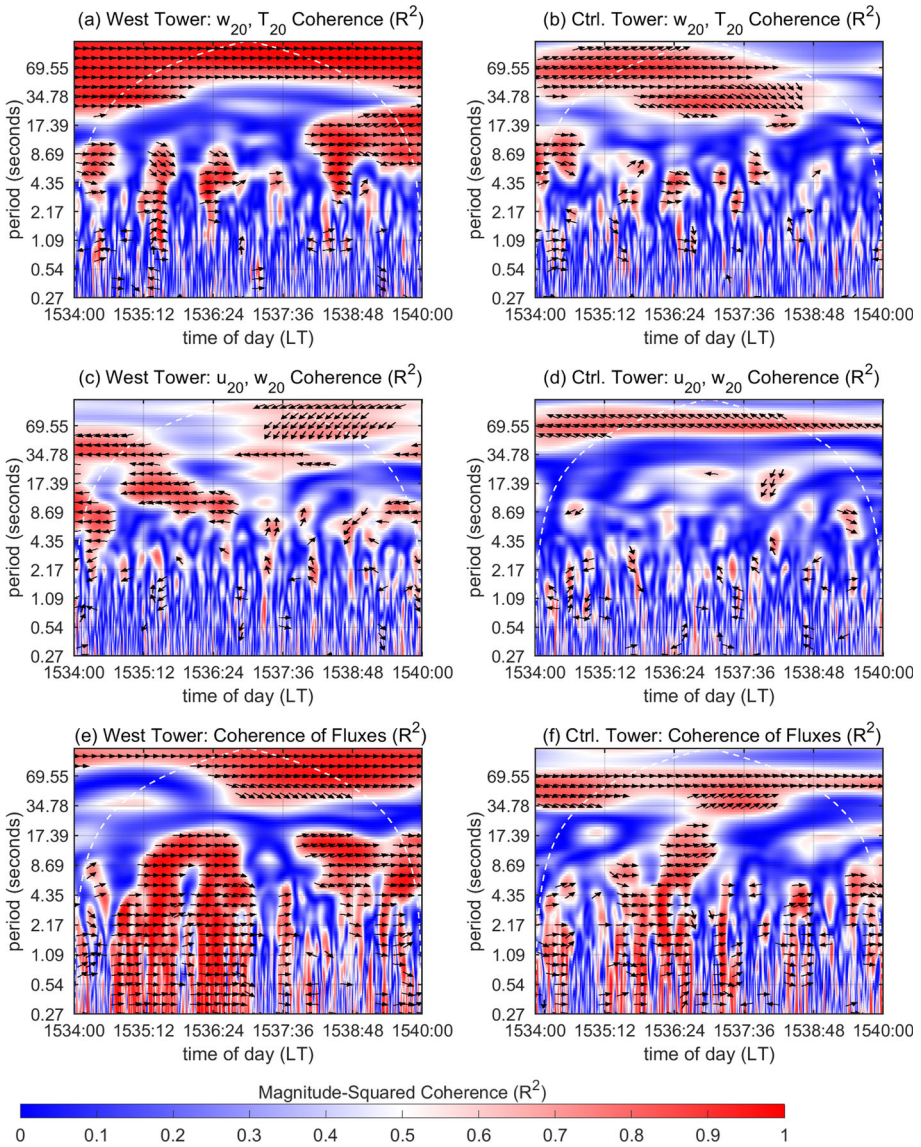 (a) West Tower: w20, T20 Coherence (R2)
period (seconds)
69.55
34.78
17.39
8.69
4.35
2.17
1.09
0.54
0.27
1534:00 1535:12 1536:24 1537:36 1538:48 1540:00
time of day (LT)
(b) Ctrl. Tower: w20, T20 Coherence (R2)
period (seconds)
69.55
34.78
17.39
8.69
4.35
2.17
1.09
0.54
0.27
1534:00 1535:12 1536:24 1537:36 1538:48 1540:00
time of day (LT)
(c) West Tower: u20, w20 Coherence (R2)
period (seconds)
69.55
34.78
17.39
8.69
4.35
2.17
1.09
0.54
0.27
1534:00 1535:12 1536:24 1537:36 1538:48 1540:00
time of day (LT)
(d) Ctrl. Tower: u20, w20 Coherence (R2)
period (seconds)
69.55
34.78
17.39
8.69
4.35
2.17
1.09
0.54
0.27
1534:00 1535:12 1536:24 1537:36 1538:48 1540:00
time of day (LT)
(e) West Tower: Coherence of Fluxes (R2)
period (seconds)
69.55
34.78
17.39
8.69
4.35
2.17
1.09
0.54
0.27
1534:00 1535:12 1536:24 1537:36 1538:48 1540:00
time of day (LT)
(f) Ctrl. Tower: Coherence of Fluxes (R2)
period (seconds)
69.55
34.78
17.39
8.69
4.35
2.17
1.09
0.54
0.27
1534:00 1535:12 1536:24 1537:36 1538:48 1540:00
time of day (LT)
Magnitude-Squared Coherence (R2)
0 0.1 0.2 0.3 0.4 0.5 0.6 0.7 0.8 0.9 1